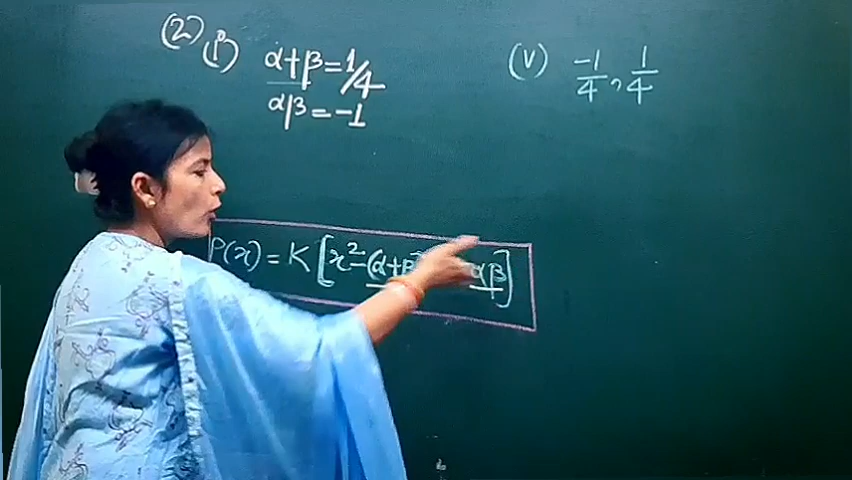 (2) (i) α+β=1/4
αβ=-1
(v) -1/4, 1/4
P(x) = K [x²-(α+β αβ]